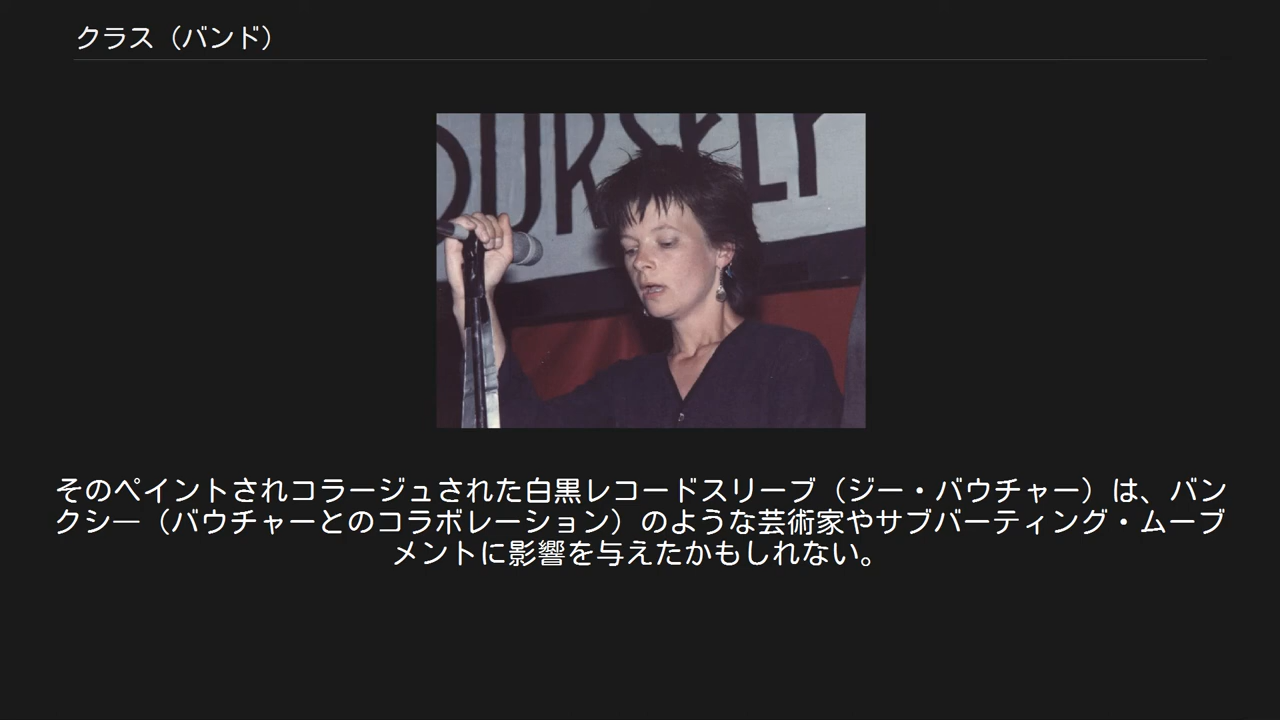 クラス（バンド）
OURSELF
そのペイントされコラージュされた白黒レコードスリーブ（ジー・バウチャー）は、バン
クシー（バウチャーとのコラボレーション）のような芸術家やサブバーティング・ムーブ
メントに影響を与えたかもしれない。